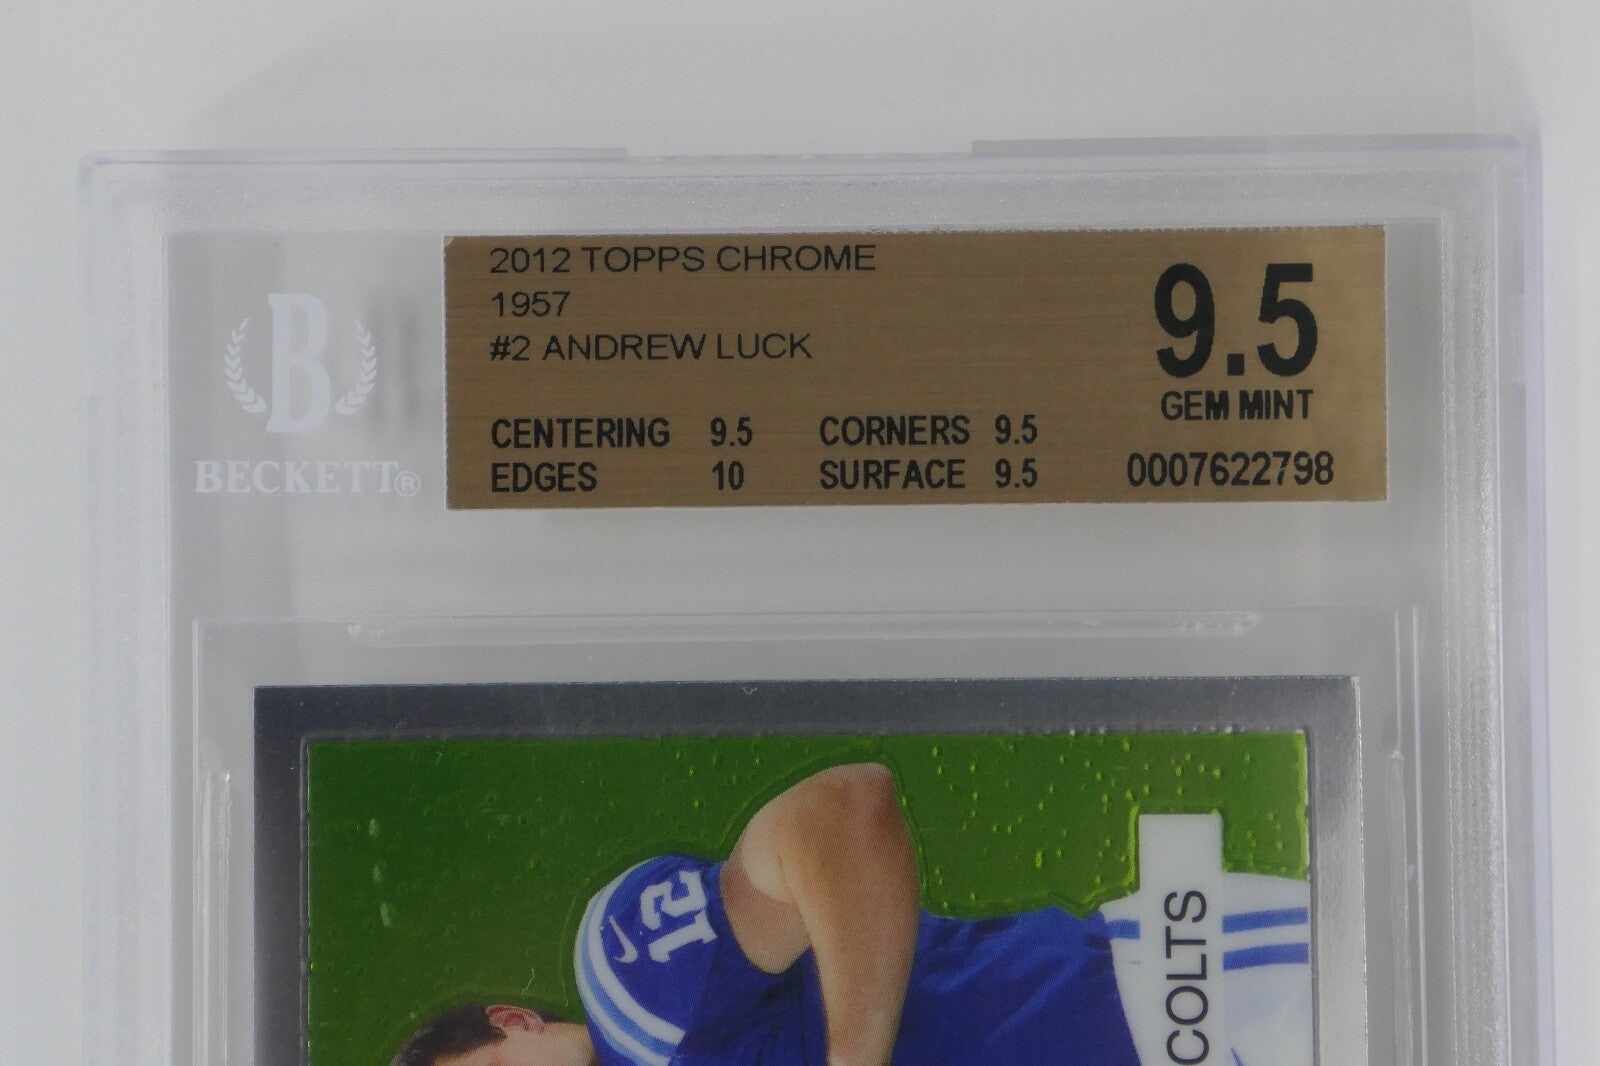 2012 TOPPS CHROME
1957
#2 ANDREW LUCK
9.5
GEM MINT
CENTERING 9.5 CORNERS 9.5
EDGES 10 SURFACE 9.5
0007622798
B
BECKETT®
12
COLTS